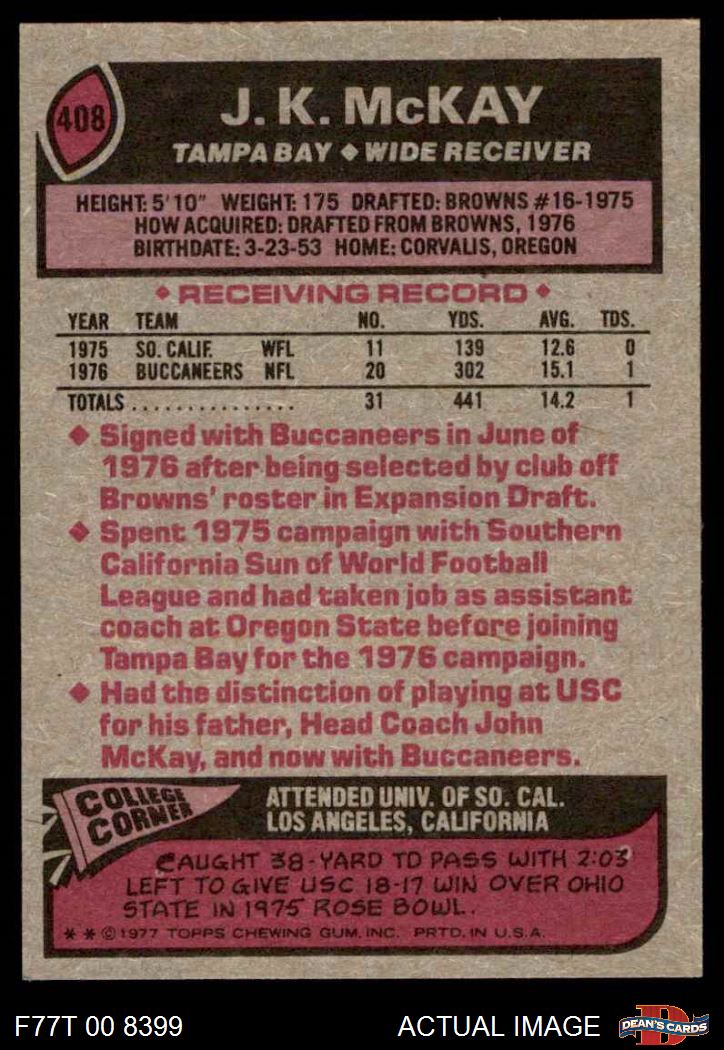 408
J. K. McKAY
TAMPA BAY ◆ WIDE RECEIVER
HEIGHT: 5'10" WEIGHT: 175 DRAFTED: BROWNS #16-1975
HOW ACQUIRED: DRAFTED FROM BROWNS, 1976
BIRTHDATE: 3-23-53 HOME: CORVALIS, OREGON
◆ RECEIVING RECORD ◆
YEAR TEAM NO. YDS. AVG. TDS.
1975 SO. CALIF. WFL 11 139 12.6 0
1976 BUCCANEERS NFL 20 302 15.1 1
TOTALS ............... 31 441 14.2 1
◆ Signed with Buccaneers in June of
1976 after being selected by club off
Browns' roster in Expansion Draft.
◆ Spent 1975 campaign with Southern
California Sun of World Football
League and had taken job as assistant
coach at Oregon State before joining
Tampa Bay for the 1976 campaign.
◆ Had the distinction of playing at USC
for his father, Head Coach John
McKay, and now with Buccaneers.
COLLEGE
CORNER
ATTENDED UNIV. OF SO. CAL.
LOS ANGELES, CALIFORNIA
CAUGHT 38-YARD TD PASS WITH 2:03
LEFT TO GIVE USC 18-17 WIN OVER OHIO
STATE IN 1975 ROSE BOWL.
* * © 1977 TOPPS CHEWING GUM, INC. PRTD. IN U.S.A.
F77T 00 8399
ACTUAL IMAGE
D
DEAN'S CARDS